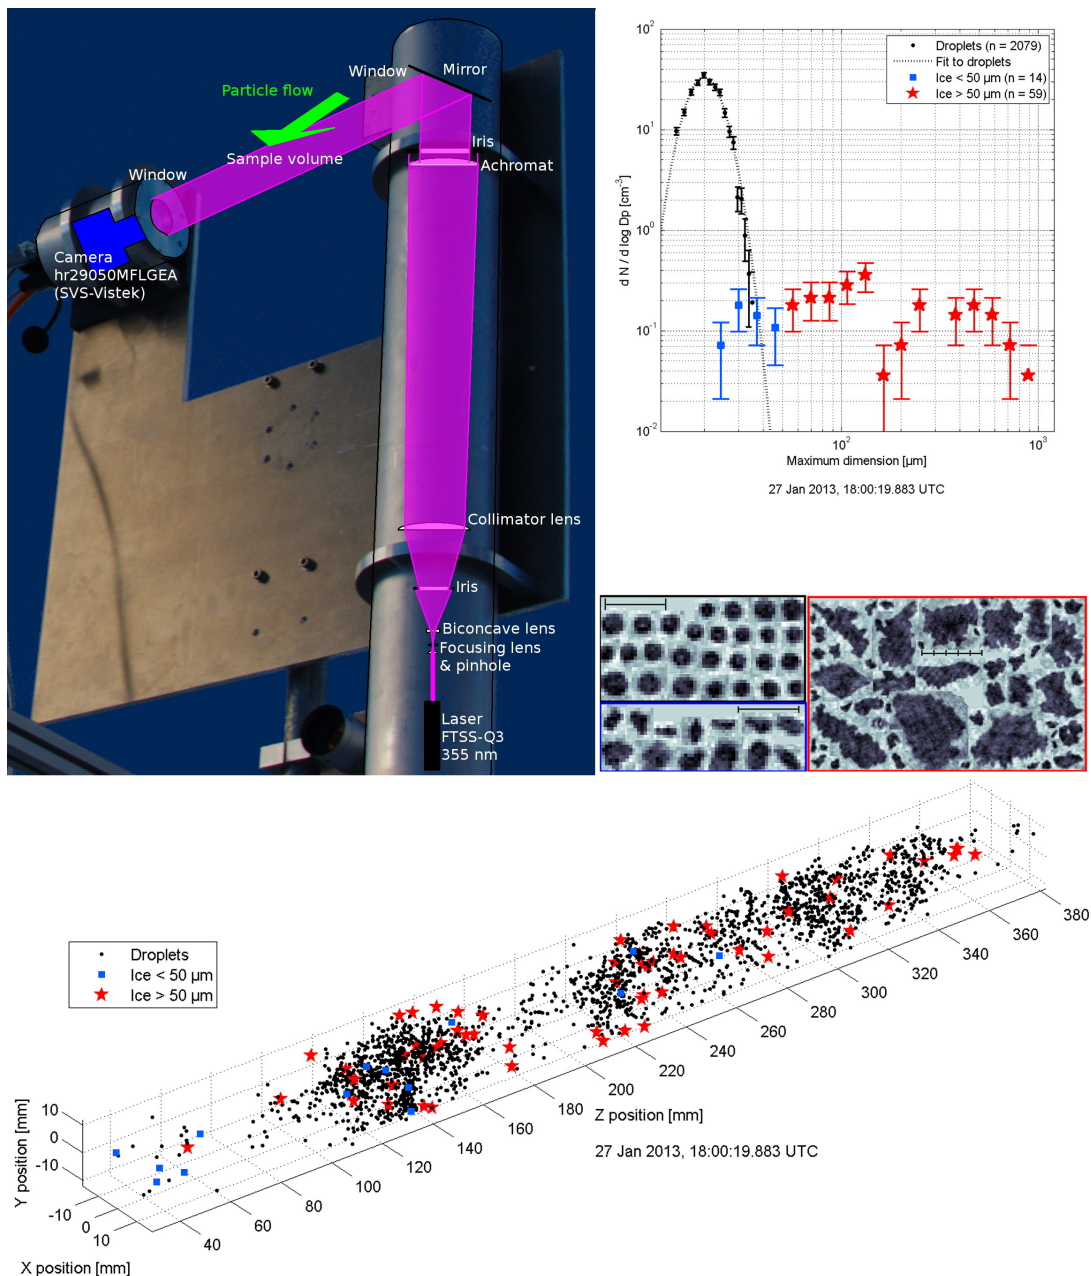 Window
Mirror
Particle flow
Iris
Sample volume
Achromat
Window
Camera
hr29050MFLGEA
(SVS-Vistek)
Collimator lens
Iris
Biconcave lens
Focusing lens
& pinhole
Laser
FTSS-Q3
355 nm
10²
10¹
10⁰
10⁻¹
10⁻²
d N / d log Dp [cm⁻³]
Droplets (n = 2079)
Fit to droplets
Ice < 50 µm (n = 14)
Ice > 50 µm (n = 59)
10² 10³
Maximum dimension [µm]
27 Jan 2013, 18:00:19.883 UTC
Droplets
Ice < 50 µm
Ice > 50 µm
10
0
-10
Y position [mm]
-10
0
10
X position [mm]
40
60
80
100
120
140
160
180
200
220
240
260
280
300
320
340
360
380
Z position [mm]
27 Jan 2013, 18:00:19.883 UTC